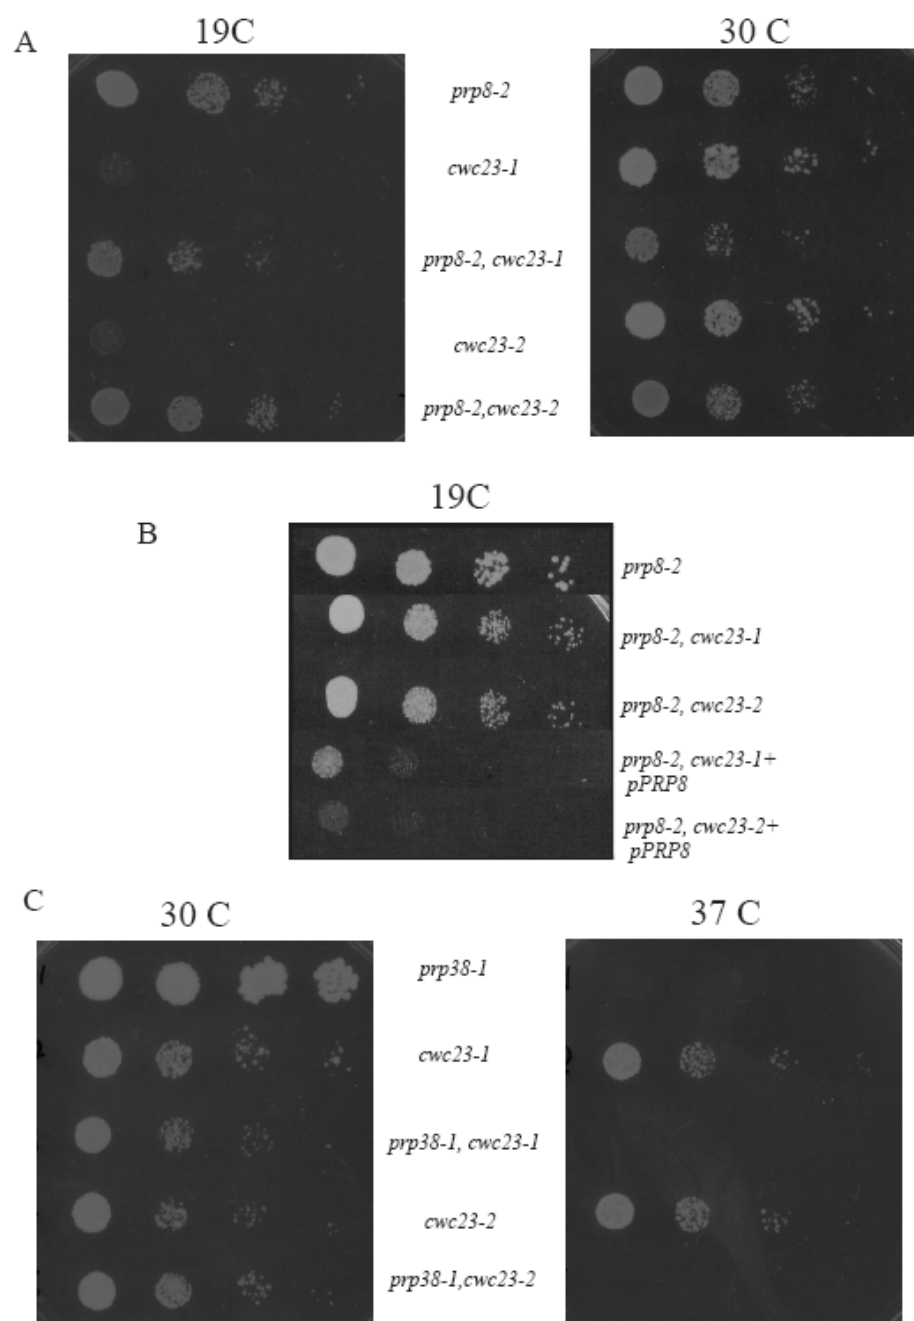 A
19C
30 C
prp8-2
cwc23-1
prp8-2, cwc23-1
cwc23-2
prp8-2,cwc23-2
B
19C
prp8-2
prp8-2, cwc23-1
prp8-2, cwc23-2
prp8-2, cwc23-1+
pPRP8
prp8-2, cwc23-2+
pPRP8
C
30 C
37 C
prp38-1
cwc23-1
prp38-1, cwc23-1
cwc23-2
prp38-1,cwc23-2